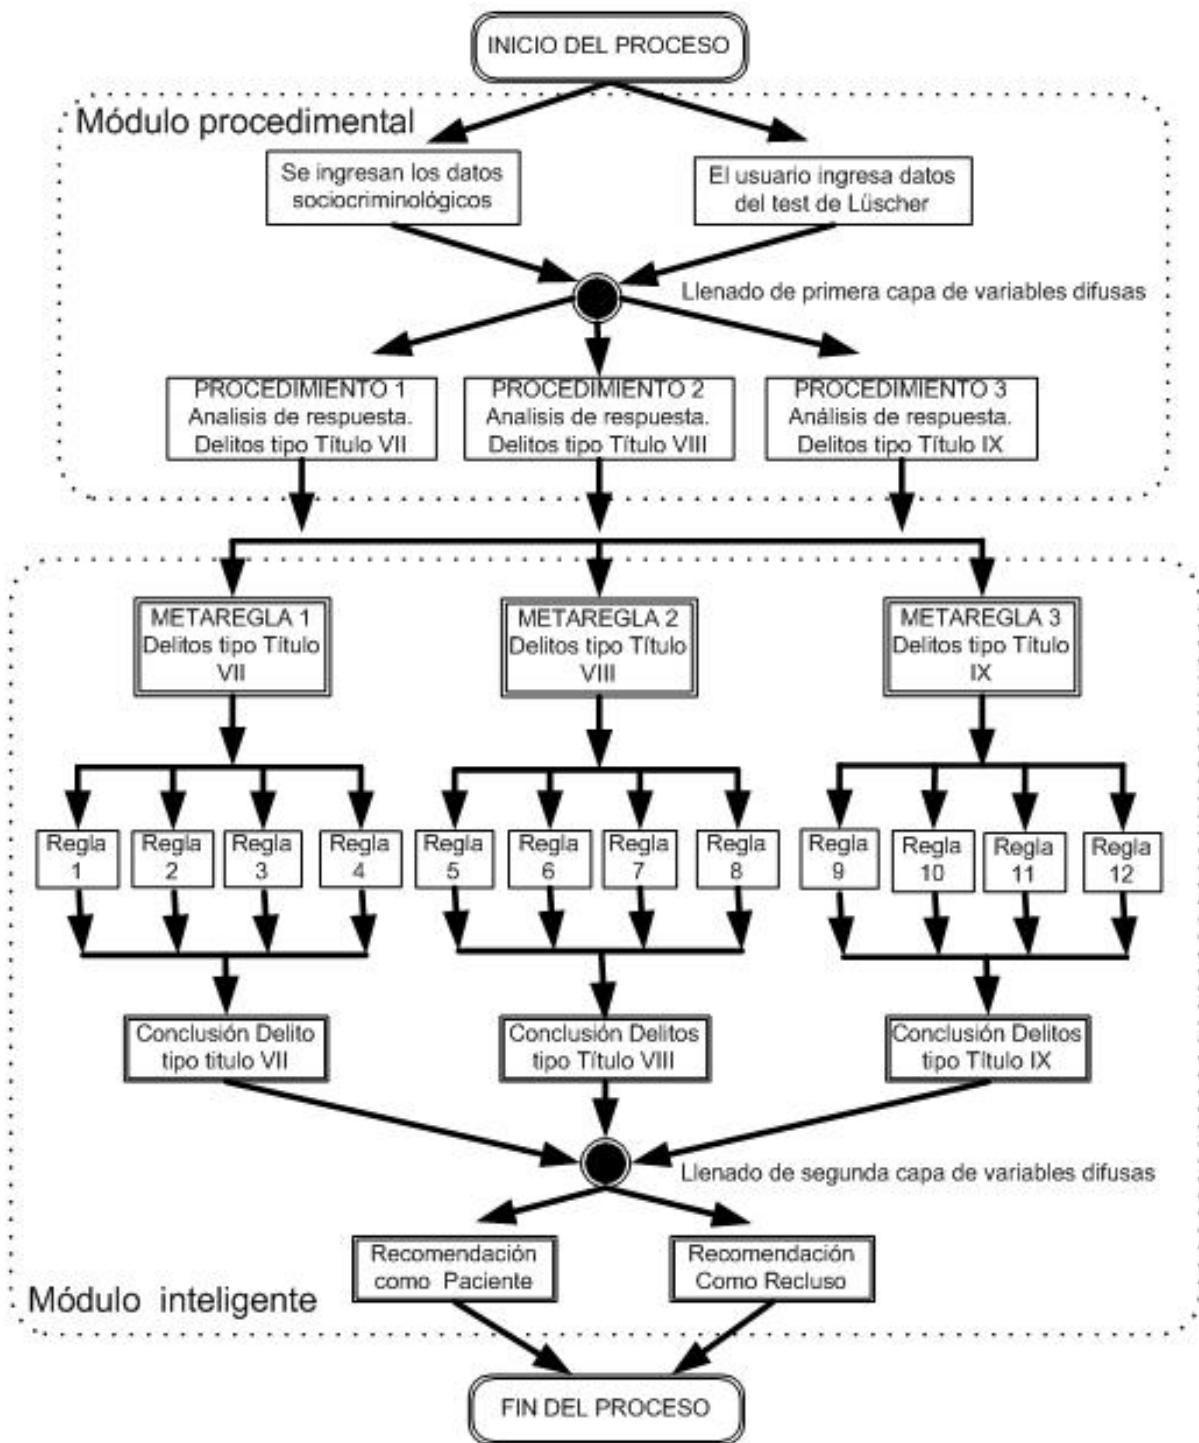 INICIO DEL PROCESO
Módulo procedimental
Se ingresan los datos
sociocriminológicos
El usuario ingresa datos
del test de Lüscher
Llenado de primera capa de variables difusas
PROCEDIMIENTO 1
Analisis de respuesta.
Delitos tipo Título VII
PROCEDIMIENTO 2
Analisis de respuesta.
Delitos tipo Título VIII
PROCEDIMIENTO 3
Análisis de respuesta.
Delitos tipo Título IX
METAREGLA 1
Delitos tipo Título
VII
METAREGLA 2
Delitos tipo Título
VIII
METAREGLA 3
Delitos tipo Título
IX
Regla
1
Regla
2
Regla
3
Regla
4
Regla
5
Regla
6
Regla
7
Regla
8
Regla
9
Regla
10
Regla
11
Regla
12
Conclusión Delito
tipo titulo VII
Conclusión Delitos
tipo Título VIII
Conclusión Delitos
tipo Título IX
Llenado de segunda capa de variables difusas
Recomendación
como Paciente
Recomendación
Como Recluso
Módulo inteligente
FIN DEL PROCESO